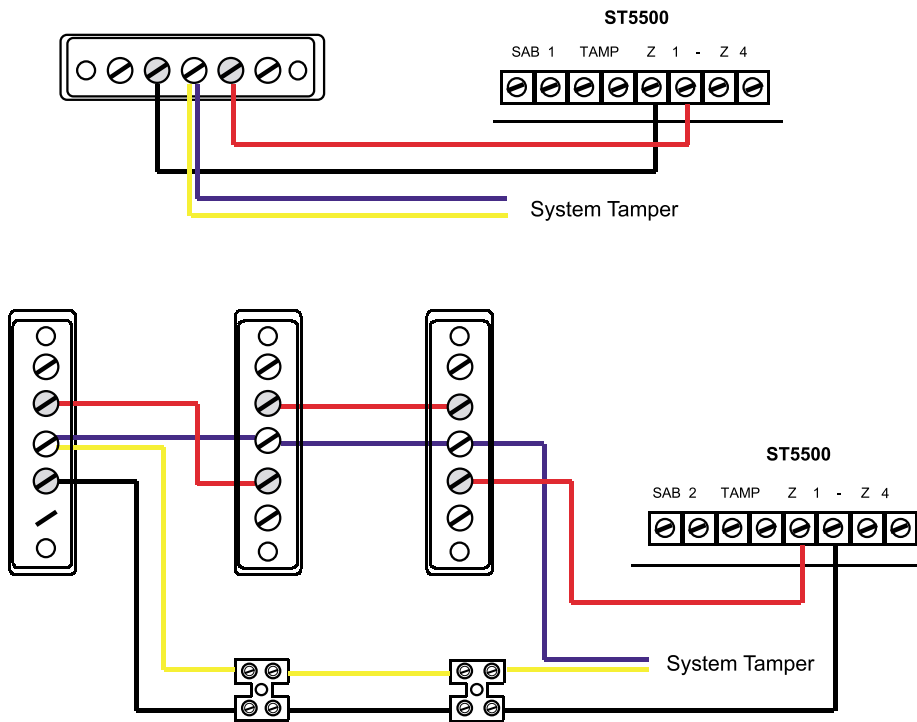 ST5500
SAB 1 TAMP Z 1 - Z 4
System Tamper
ST5500
SAB 2 TAMP Z 1 - Z 4
System Tamper